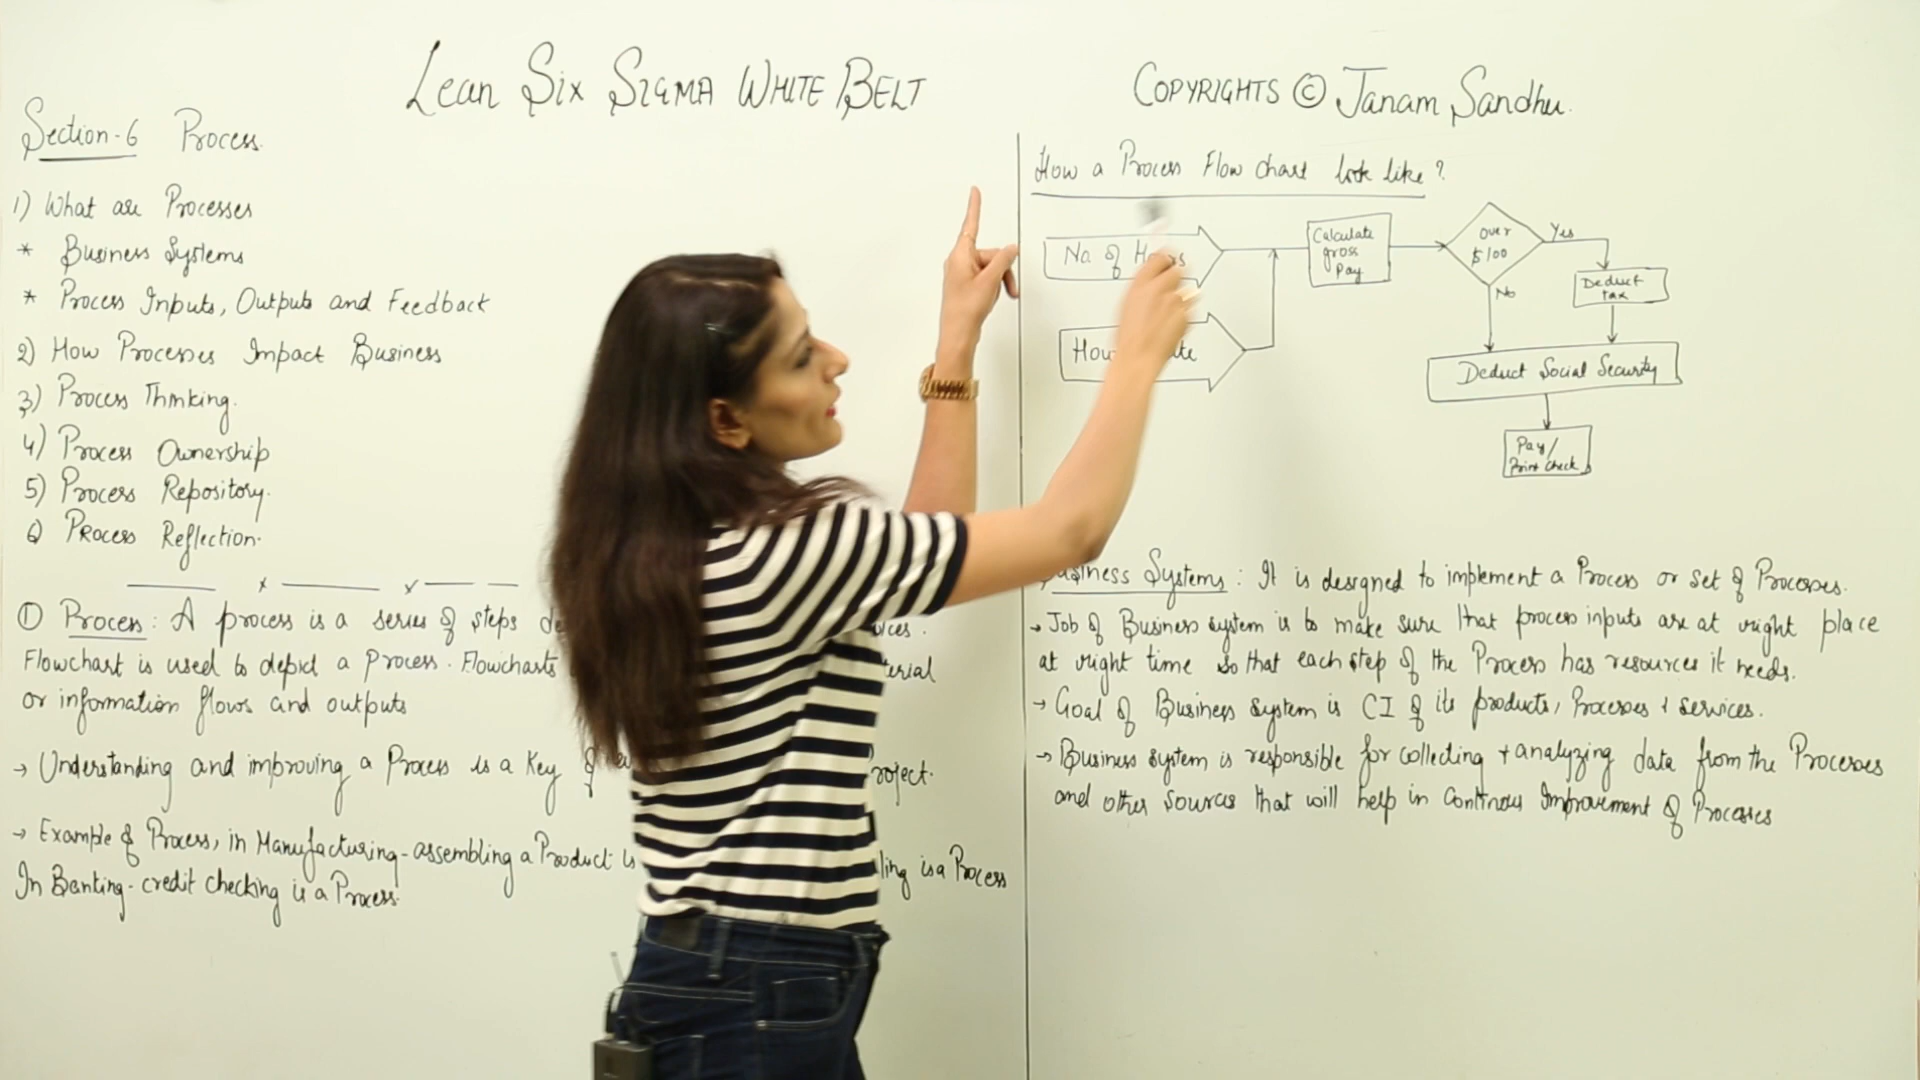 Lean Six SIGMA WHITE BELT
COPYRIGHTS © Janam Sandhu.
Section-6 Process
1) What are Processes
* Business Systems
* Process Inputs, Outputs and Feedback
2) How Processes Impact Business
3) Process Thinking.
4) Process Ownership
5) Process Repository.
6) Process Reflection.
① Process: A process is a series of steps
Flowchart is used to depict a Process. Flowcharts
or information flows and outputs
→ Understanding and improving a Process is a Key of
roject.
→ Example of Process, in Manufacturing-assembling a Product is
ling is a Process
In Banking-credit checking is a Process.
How a Process Flow chart look like?
No of Hours
Calculate
gross
Pay
over
$100
Yes
No
Deduct
tax
Deduct Social Security
Pay/
Print check
Business Systems: It is designed to implement a Process or set of Processes.
→ Job of Business system is to make sure that process inputs are at right place
at right time so that each step of the Process has resources it needs.
→ Goal of Business system is CI of its products, Processes + services.
→ Business system is responsible for collecting + analyzing data from the Processes
and other sources that will help in Continous Improvement of Processes